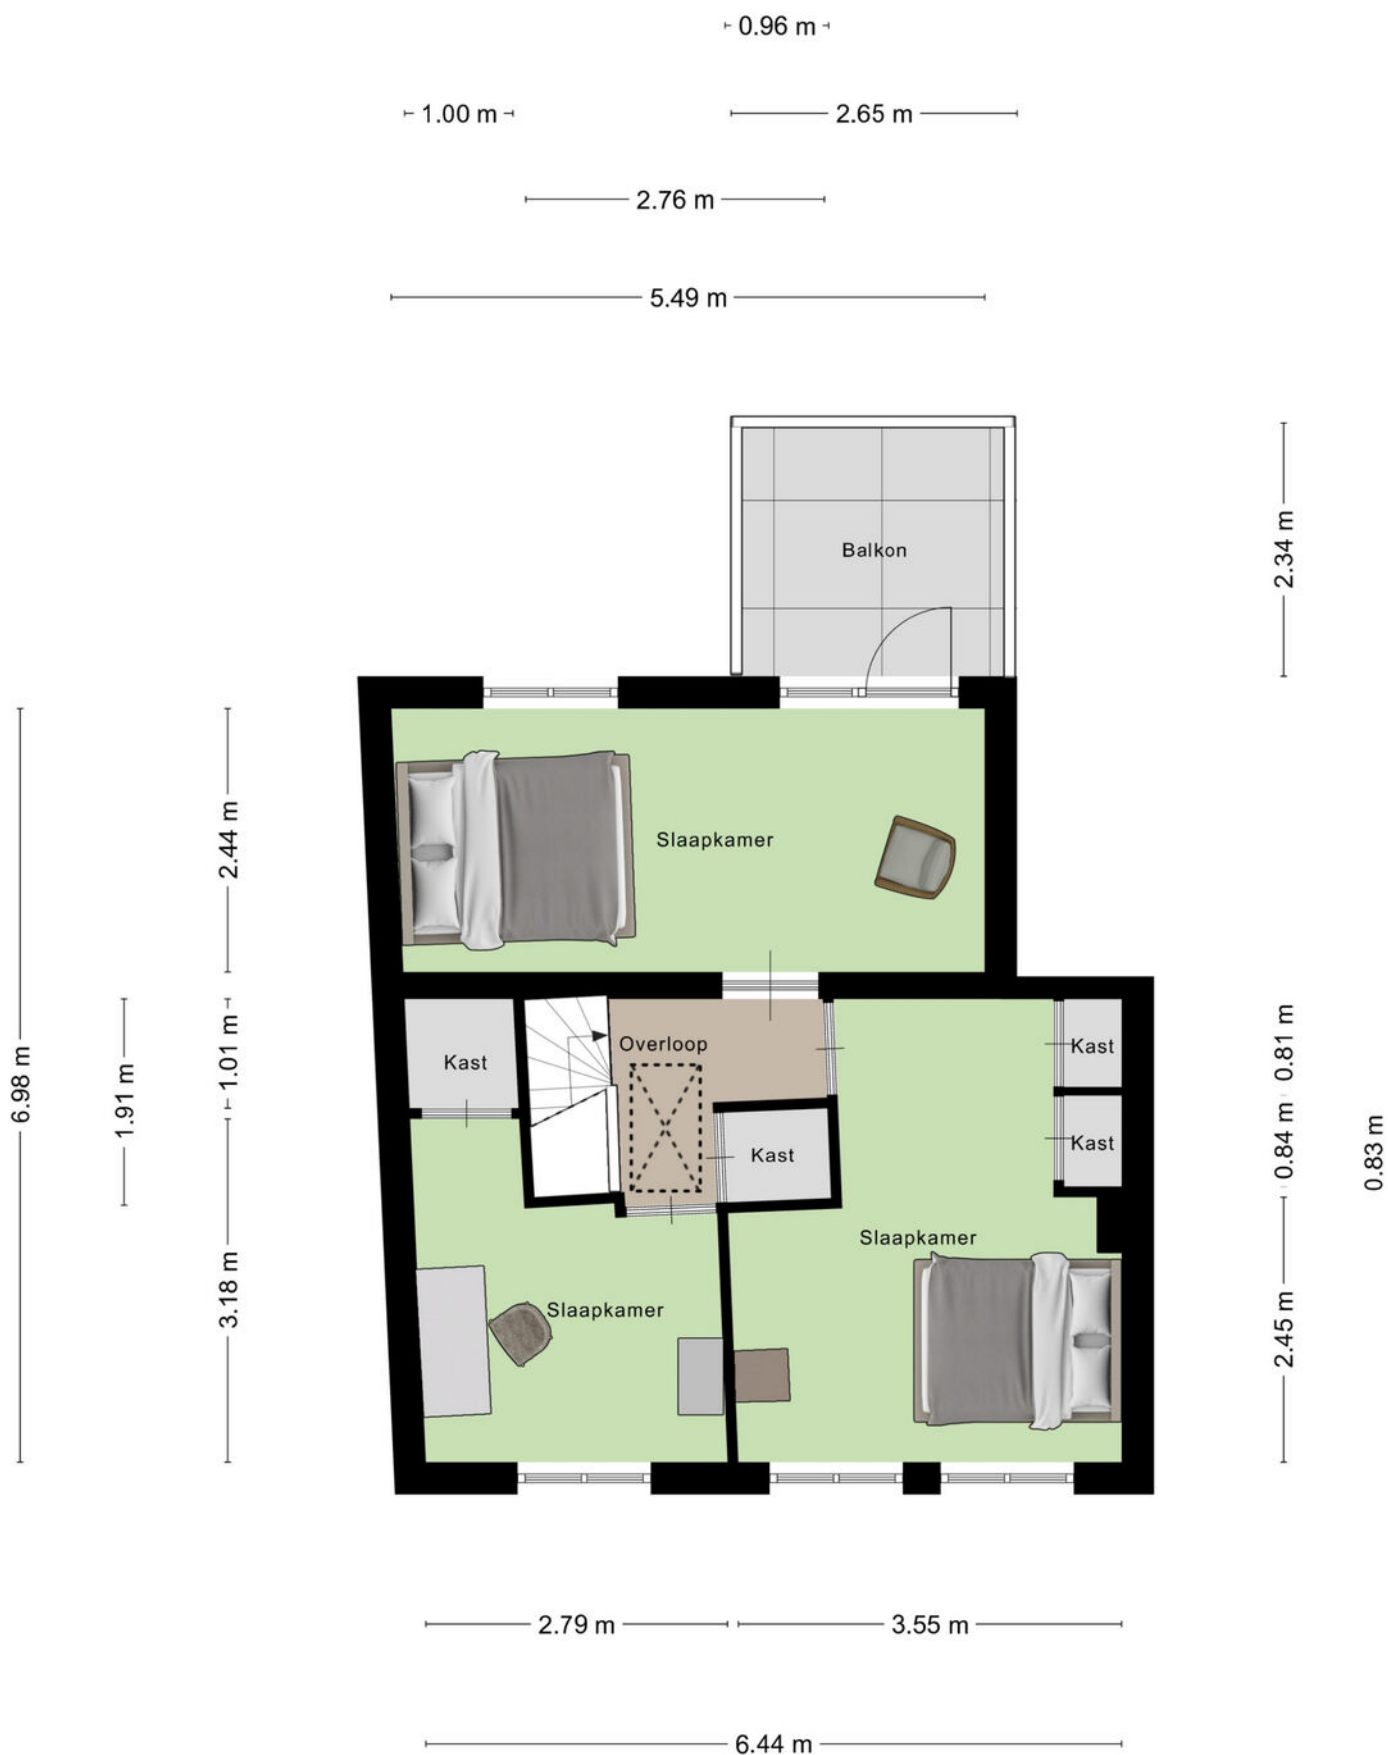 0.96 m
1.00 m
2.65 m
2.76 m
5.49 m
2.34 m
Balkon
2.44 m
Slaapkamer
6.98 m
1.91 m
1.01 m
Kast
Overloop
Kast
0.81 m
Kast
Kast
0.84 m
0.83 m
3.18 m
Slaapkamer
Slaapkamer
2.45 m
2.79 m
3.55 m
6.44 m